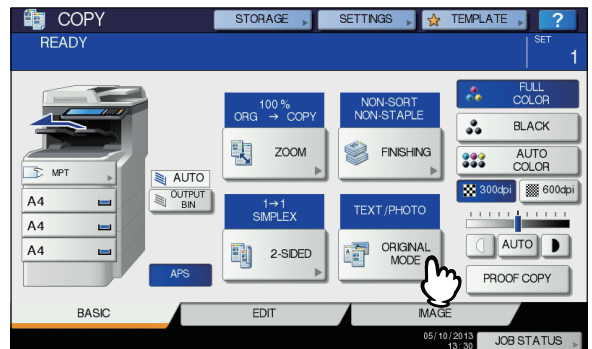 COPY
STORAGE
SETTINGS
TEMPLATE
?
READY
SET
1
100 %
ORG → COPY
ZOOM
NON-SORT
NON-STAPLE
FINISHING
FULL
COLOR
BLACK
AUTO
COLOR
300dpi
600dpi
MPT
A4
A4
A4
AUTO
OUTPUT
BIN
APS
1→1
SIMPLEX
2-SIDED
TEXT/PHOTO
ORIGINAL
MODE
AUTO
PROOF COPY
BASIC
EDIT
IMAGE
05/10/2013
13:30
JOB STATUS